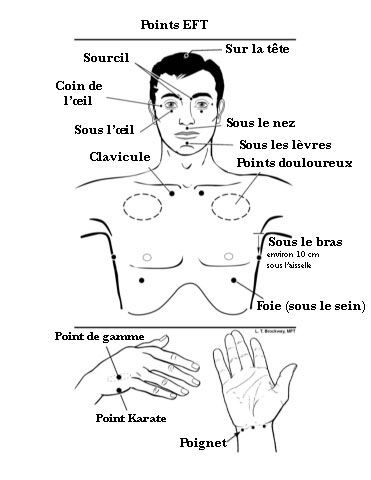 Points EFT
Sur la tête
Sourcil
Coin de
l'œil
Sous l'œil
Sous le nez
Sous les lèvres
Clavicule
Points douloureux
Sous le bras
environ 10 cm
sous l'aisselle
Foie (sous le sein)
L. T. Brockway, MFT
Point de gamme
Point Karate
Poignet